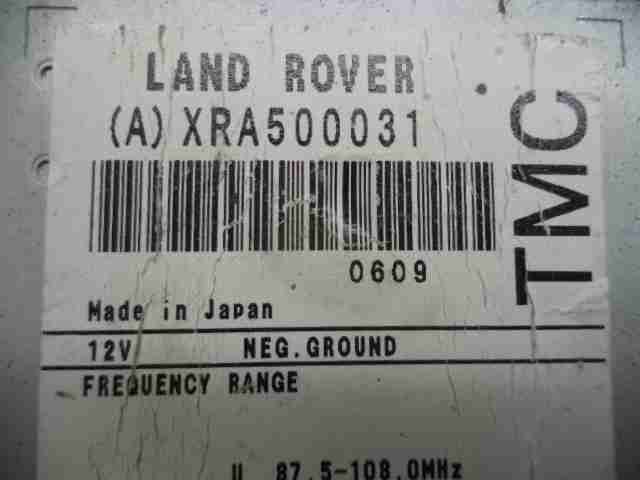 LAND ROVER
(A) XRA500031
TMC
0609
Made in Japan
12V NEG.GROUND
FREQUENCY RANGE
U 87.5-108.0MHz